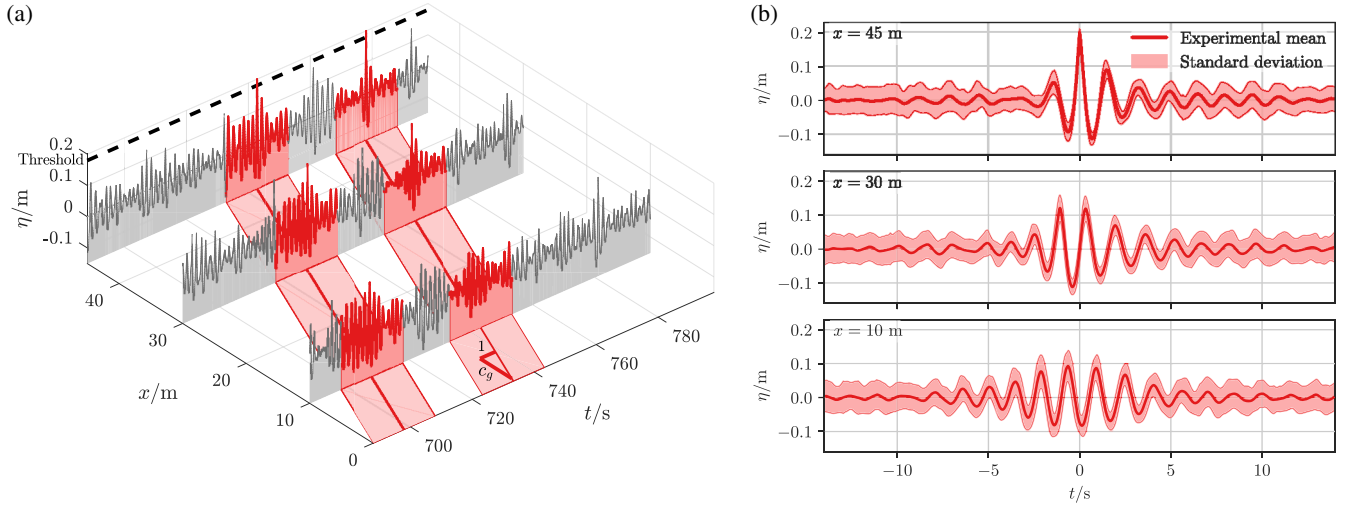 (a)
0.2
Threshold
0.1
0
-0.1
η/m
40
30
20
10
0
x/m
1
c_g
700
720
740
760
780
t/s
(b)
x = 45 m
Experimental mean
Standard deviation
0.2
0.1
0.0
−0.1
η/m
x = 30 m
0.2
0.1
0.0
−0.1
η/m
x = 10 m
0.2
0.1
0.0
−0.1
η/m
−10
−5
0
5
10
t/s